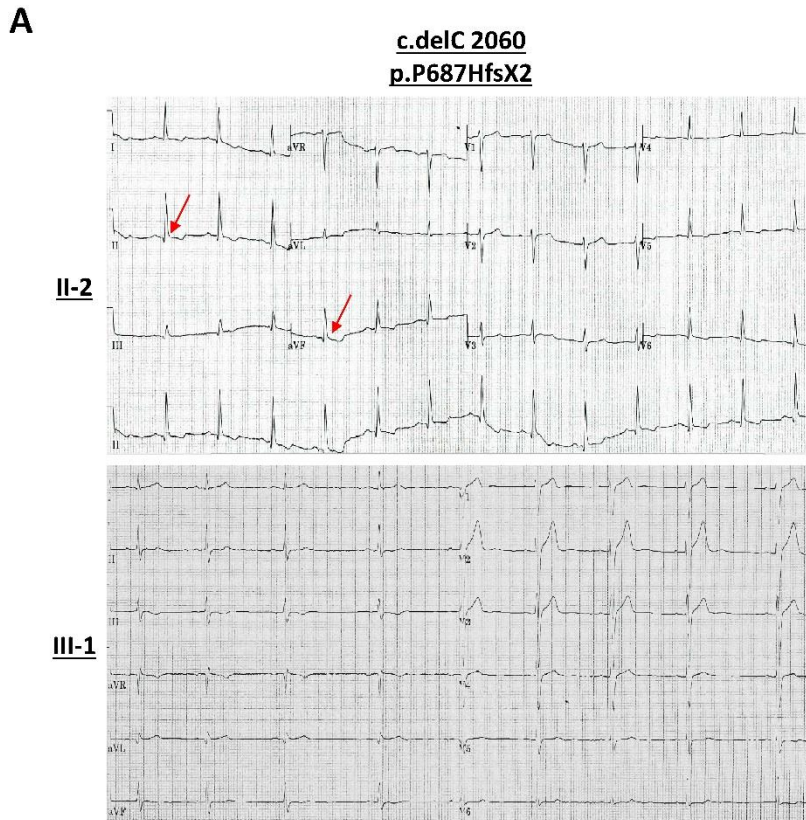 A
c.delC 2060
p.P687HfsX2
II-2
I aVR V1 V4
II aVL V2 V5
III aVF V3 V6
II
III-1
V1
II V2
III V3
aVR V4
aVL V5
aVF V6